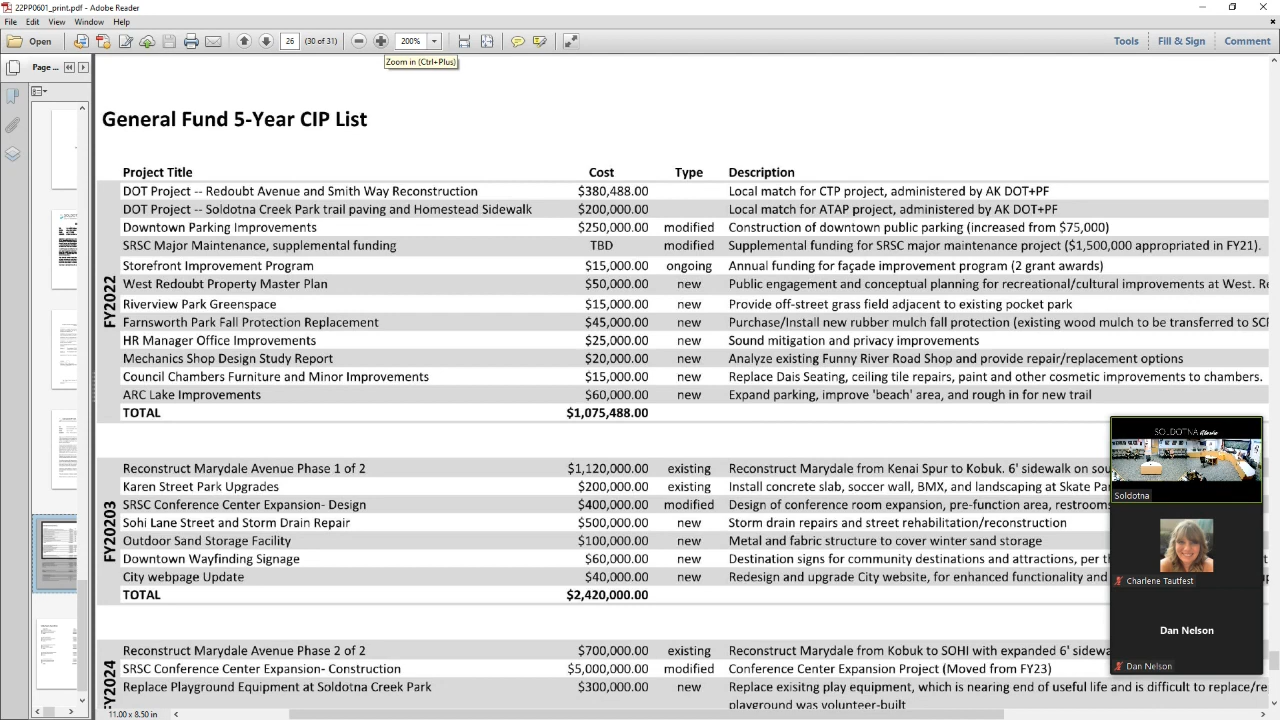 22PP0601_print.pdf - Adobe Reader
File Edit View Window Help
Open 26 (30 of 31) 200% Tools Fill & Sign Comment
Zoom in (Ctrl+Plus)
Page ...
General Fund 5-Year CIP List
Project Title Cost Type Description
FY2022
DOT Project -- Redoubt Avenue and Smith Way Reconstruction $380,488.00 Local match for CTP project, administered by AK DOT+PF
DOT Project -- Soldotna Creek Park trail paving and Homestead Sidewalk $200,000.00 Local match for ATAP project, administered by AK DOT+PF
Downtown Parking Improvements $250,000.00 modified Construction of downtown public parking (increased from $75,000)
SRSC Major Maintenance, supplemental funding TBD modified Supplemental funding for SRSC major maintenance project ($1,500,000 appropriated in FY21).
Storefront Improvement Program $15,000.00 ongoing Annual funding for façade improvement program (2 grant awards)
West Redoubt Property Master Plan $50,000.00 new Public engagement and conceptual planning for recreational/cultural improvements at West. Re
Riverview Park Greenspace $15,000.00 new Provide off-street grass field adjacent to existing pocket park
Farnsworth Park Fall Protection Replacement $45,000.00 new Purchase/Install new rubber mulch fall protection (existing wood mulch to be transferred to SCF
HR Manager Office Improvements $25,000.00 new Sound mitigation and privacy improvements
Mechanics Shop Design Study Report $20,000.00 new Analyze existing Funny River Road Shop and provide repair/replacement options
Council Chambers Furniture and Minor Improvements $15,000.00 new Replace Dais Seating, ceiling tile repairs, paint and other cosmetic improvements to chambers.
ARC Lake Improvements $60,000.00 new Expand parking, improve 'beach' area, and rough in for new trail
TOTAL $1,075,488.00
FY20203
Reconstruct Marydale Avenue Phase 1 of 2 $1,120,000.00 existing Reconstruct Marydale from Kenai Spur to Kobuk. 6' sidewalk on sou
Karen Street Park Upgrades $200,000.00 existing Install concrete slab, soccer wall, BMX, and landscaping at Skate Pa
SRSC Conference Center Expansion- Design $400,000.00 modified Design of conference room expansion, pre-function area, restrooms
Sohi Lane Street and Storm Drain Repair $500,000.00 new Storm drain repairs and street rehabilitation/reconstruction
Outdoor Sand Storage Facility $100,000.00 new Metal and fabric structure to cover winter sand storage
Downtown Wayfinding Signage $60,000.00 new Destination signs for community destinations and attractions, per th
City webpage Update $40,000.00 new Redesign and upgrade City website, for enhanced functionality and
TOTAL $2,420,000.00
FY2024
Reconstruct Marydale Avenue Phase 2 of 2 $700,000.00 existing Reconstruct Marydale from Kobuk to SOHI with expanded 6' sidewa
SRSC Conference Center Expansion- Construction $5,000,000.00 modified Conference Center Expansion Project (Moved from FY23)
Replace Playground Equipment at Soldotna Creek Park $300,000.00 new Replace exisitng play equipment, which is nearing end of useful life and is difficult to replace/re
playground was volunteer-built
SOLDOTNA Alaska
Soldotna
Charlene Tautfest
Dan Nelson
Dan Nelson
11.00 x 8.50 in